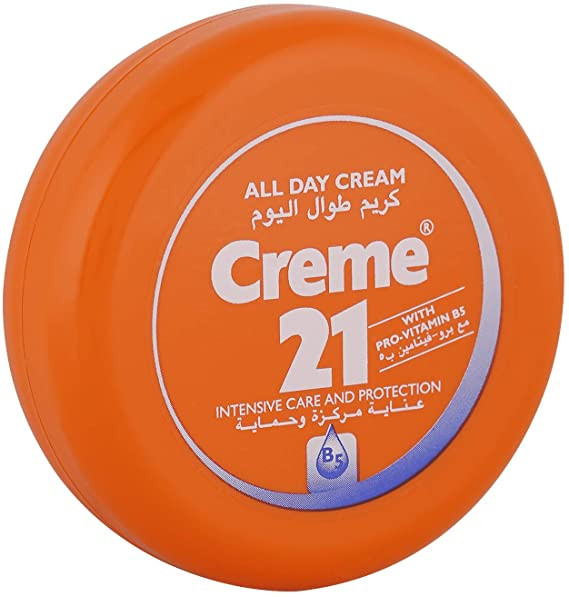 ALL DAY CREAM
كريم طوال اليوم
Creme®
21
WITH
PRO-VITAMIN B5
مع برو-فيتامين ب٥
INTENSIVE CARE AND PROTECTION
عناية مركزة وحماية
B5